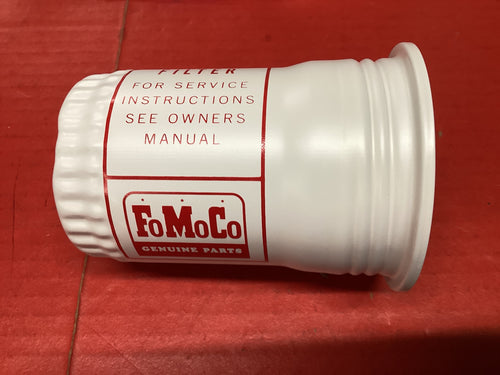 FILTER
FOR SERVICE
INSTRUCTIONS
SEE OWNERS
MANUAL
FoMoCo
GENUINE PARTS